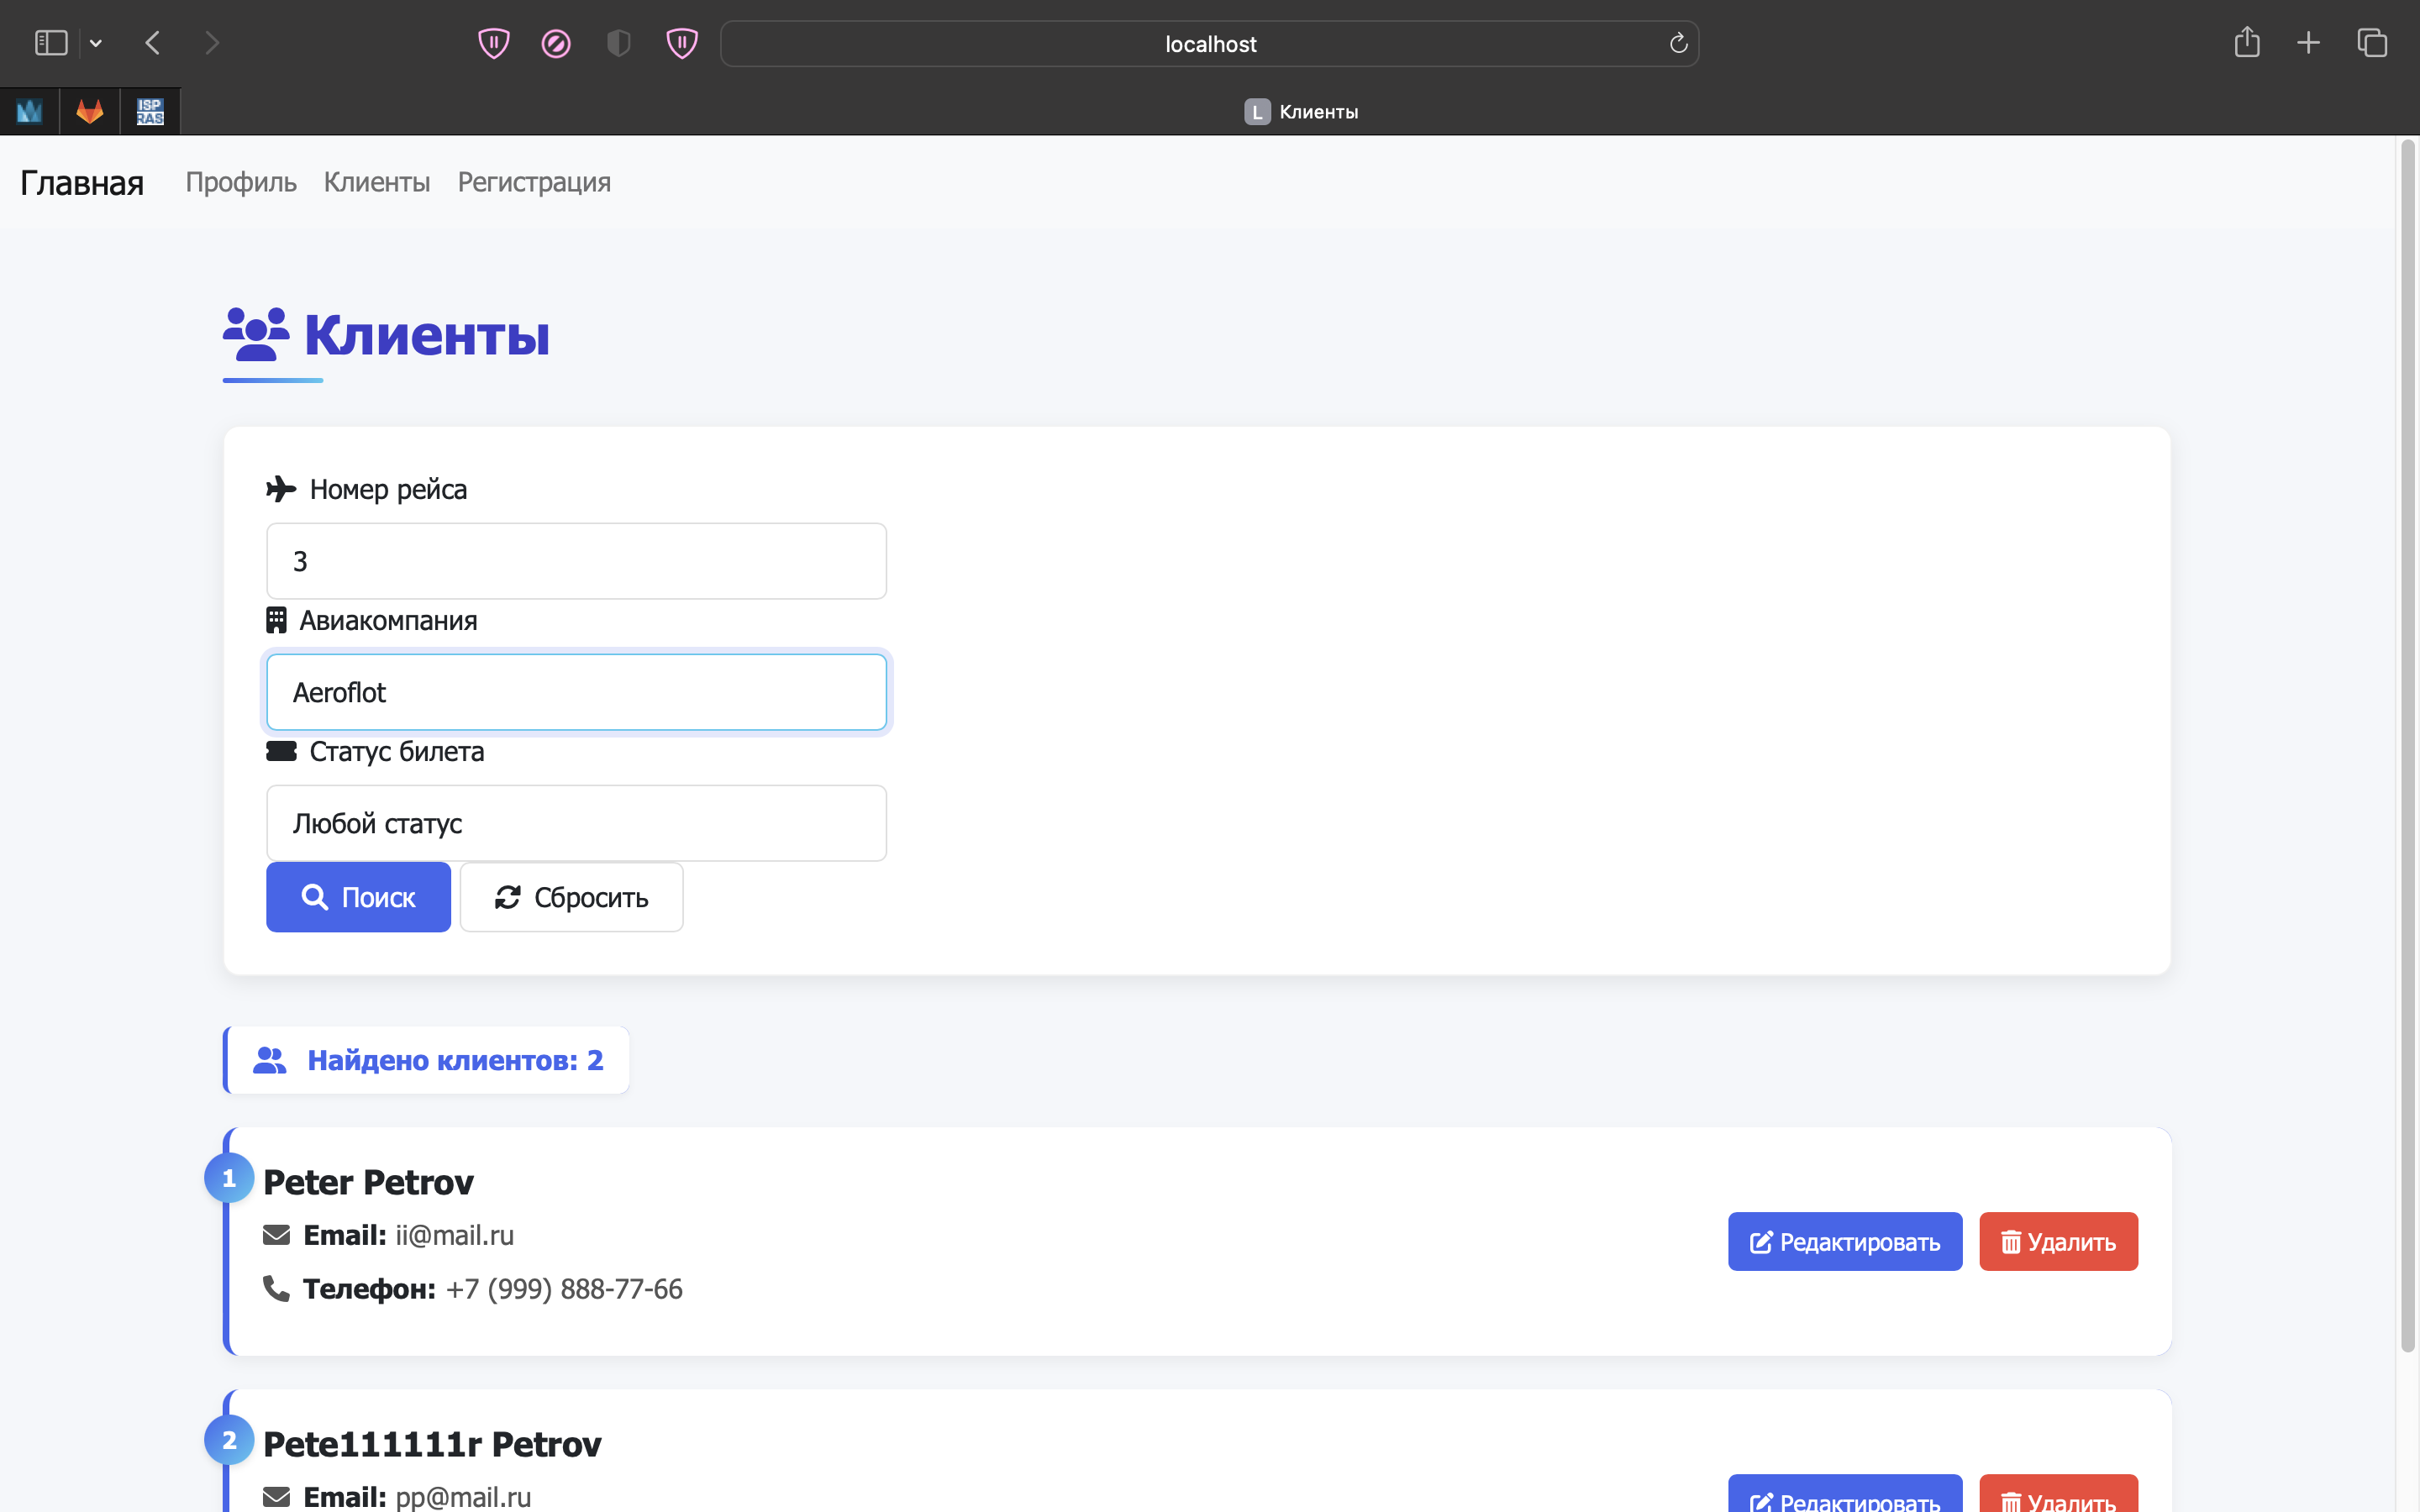 localhost
ISP
RAS
L Клиенты
Главная Профиль Клиенты Регистрация
Клиенты
Номер рейса
3
Авиакомпания
Aeroflot
Статус билета
Любой статус
Поиск Сбросить
Найдено клиентов: 2
1 Peter Petrov
Email: ii@mail.ru
Телефон: +7 (999) 888-77-66
Редактировать Удалить
2 Pete111111r Petrov
Email: pp@mail.ru
Редактировать Удалить